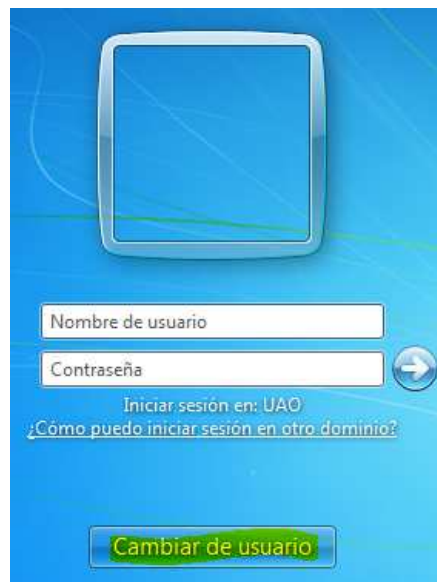 Nombre de usuario
Contraseña
Iniciar sesión en: UAO
¿Cómo puedo iniciar sesión en otro dominio?
Cambiar de usuario